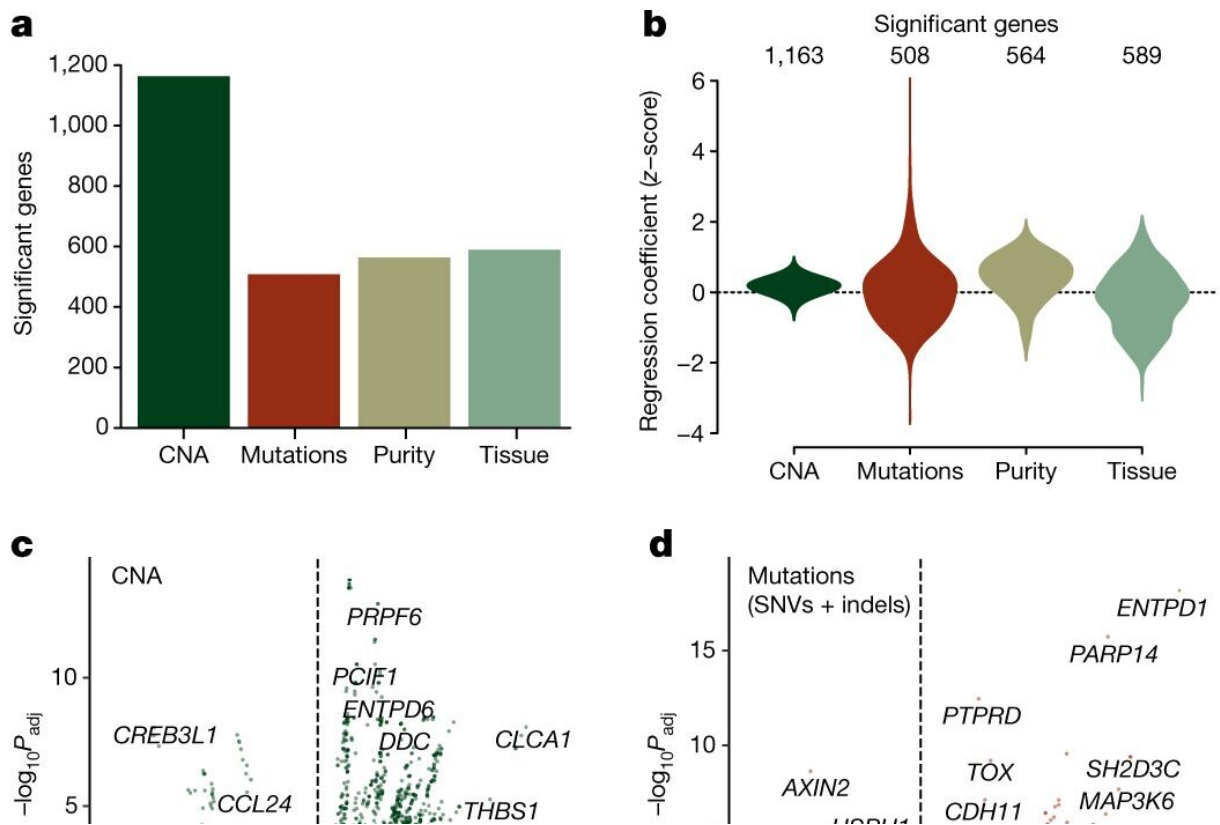 a
1,200
1,000
800
600
400
200
0
Significant genes
CNA Mutations Purity Tissue
b
Significant genes
1,163 508 564 589
6
4
2
0
−2
−4
Regression coefficient (z−score)
CNA Mutations Purity Tissue
c
CNA
PRPF6
PCIF1
ENTPD6
DDC
CREB3L1
CLCA1
CCL24
THBS1
10
5
−log10Padj
d
Mutations
(SNVs + indels)
ENTPD1
PARP14
PTPRD
TOX
SH2D3C
AXIN2
MAP3K6
CDH11
15
10
−log10Padj